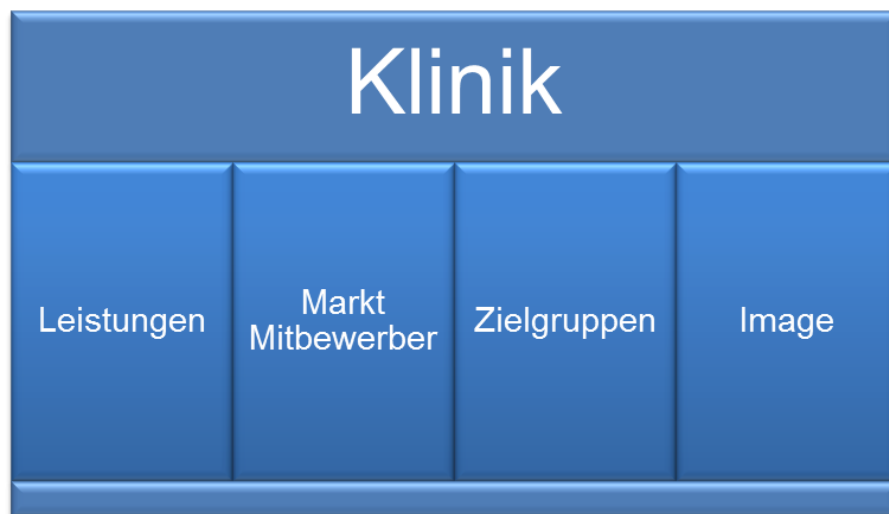 Klinik
Leistungen
Markt
Mitbewerber
Zielgruppen
Image